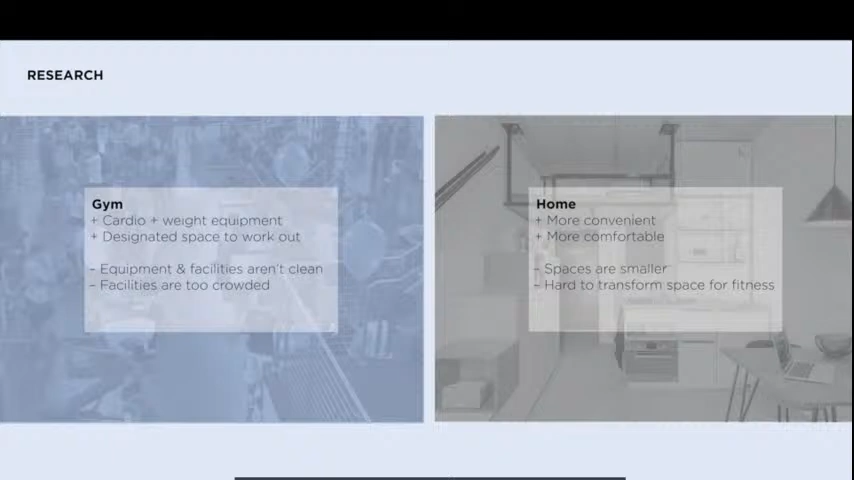 RESEARCH
Gym
+ Cardio + weight equipment
+ Designated space to work out
– Equipment & facilities aren't clean
– Facilities are too crowded
Home
+ More convenient
+ More comfortable
– Spaces are smaller
– Hard to transform space for fitness